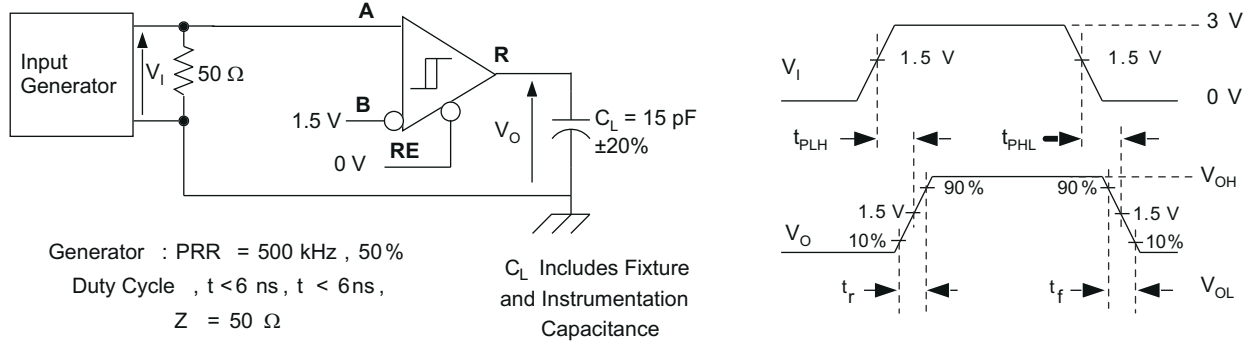 Input
Generator
V_I
50 Ω
A
R
B
1.5 V
RE
0 V
V_O
C_L = 15 pF
±20%
Generator : PRR = 500 kHz , 50%
Duty Cycle , t <6 ns , t < 6ns ,
Z = 50 Ω
C_L Includes Fixture
and Instrumentation
Capacitance
3 V
1.5 V
1.5 V
V_I
0 V
t_PLH
t_PHL
V_OH
90%
90%
1.5 V
1.5 V
V_O
10%
10%
t_r
t_f
V_OL